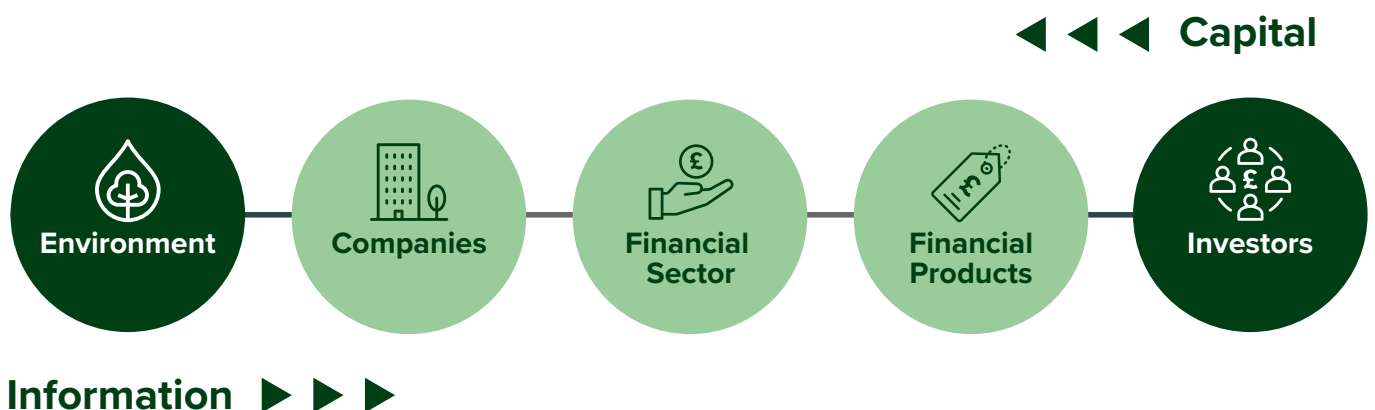 Capital
Environment
Companies
£
Financial
Sector
£
Financial
Products
£
Investors
Information